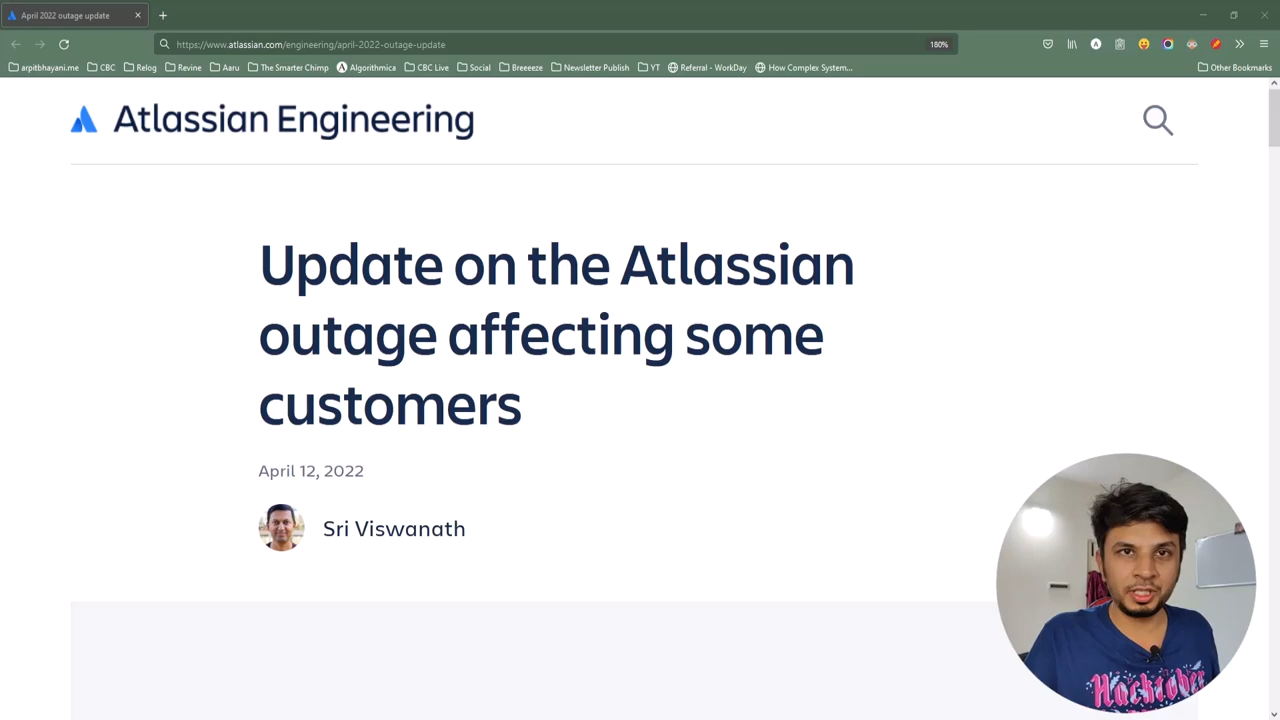 April 2022 outage update
https://www.atlassian.com/engineering/april-2022-outage-update
180%
arpitbhayani.me CBC Relog Revine Aaru The Smarter Chimp Algorithmica CBC Live Social Breeeeze Newsletter Publish YT Referral - WorkDay How Complex System... Other Bookmarks
Atlassian Engineering
Update on the Atlassian
outage affecting some
customers
April 12, 2022
Sri Viswanath
Hacktober